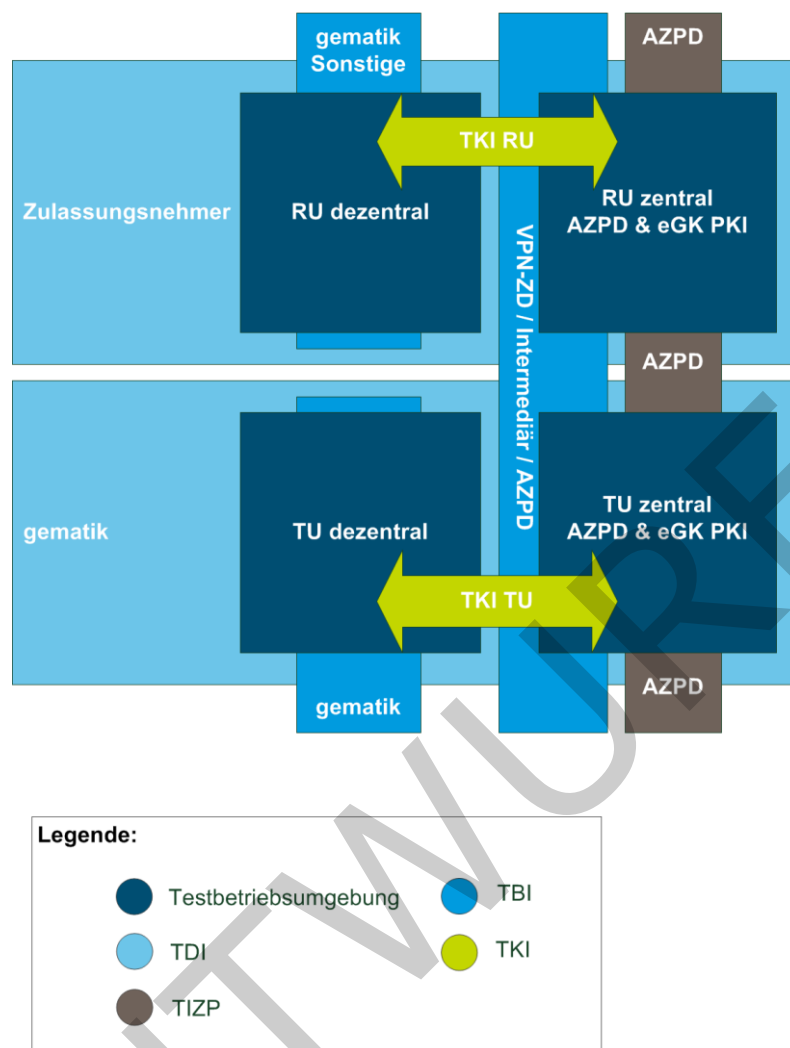 gematik
Sonstige
AZPD
TKI RU
Zulassungsnehmer
RU dezentral
RU zentral
AZPD & eGK PKI
VPN-ZD / Intermediär / AZPD
AZPD
gematik
TU dezentral
TU zentral
AZPD & eGK PKI
TKI TU
gematik
AZPD
Legende:
Testbetriebsumgebung
TBI
TDI
TKI
TIZP